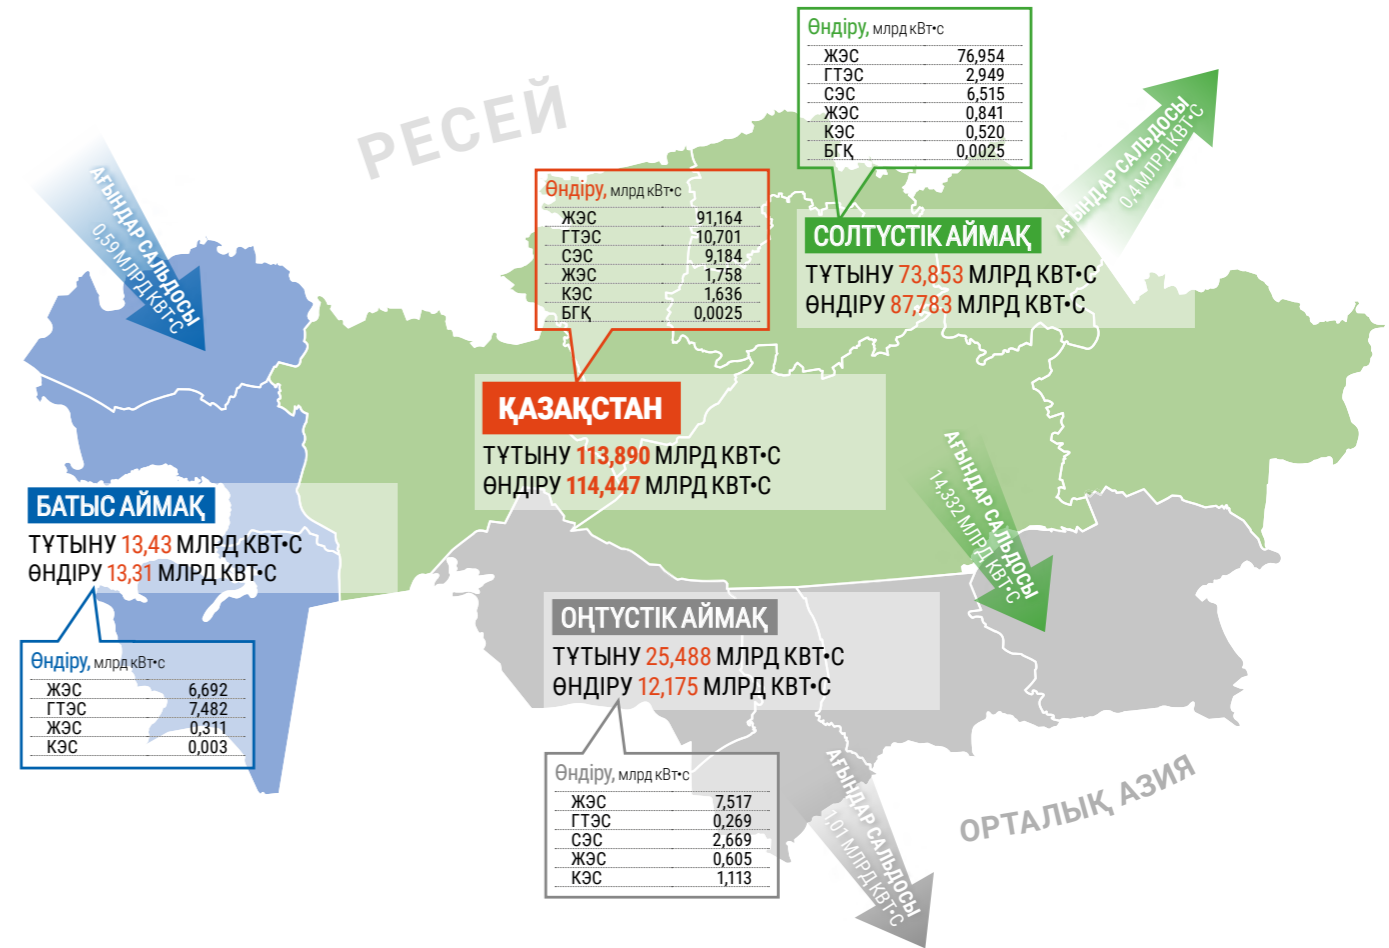 РЕСЕЙ
Өндіру, млрд кВт•с
ЖЭС 76,954
ГТЭС 2,949
СЭС 6,515
ЖЭС 0,841
КЭС 0,520
БГҚ 0,0025
АҒЫНДАР САЛЬДОСЫ
0,4 МЛРД КВТ•С
АҒЫНДАР САЛЬДОСЫ
0,59 МЛРД КВТ•С
Өндіру, млрд кВт•с
ЖЭС 91,164
ГТЭС 10,701
СЭС 9,184
ЖЭС 1,758
КЭС 1,636
БГҚ 0,0025
СОЛТҮСТІК АЙМАҚ
ТҰТЫНУ 73,853 МЛРД КВТ•С
ӨНДІРУ 87,783 МЛРД КВТ•С
ҚАЗАҚСТАН
ТҰТЫНУ 113,890 МЛРД КВТ•С
ӨНДІРУ 114,447 МЛРД КВТ•С
АҒЫНДАР САЛЬДОСЫ
14,332 МЛРД КВТ•С
БАТЫС АЙМАҚ
ТҰТЫНУ 13,43 МЛРД КВТ•С
ӨНДІРУ 13,31 МЛРД КВТ•С
Өндіру, млрд кВт•с
ЖЭС 6,692
ГТЭС 7,482
ЖЭС 0,311
КЭС 0,003
ОҢТҮСТІК АЙМАҚ
ТҰТЫНУ 25,488 МЛРД КВТ•С
ӨНДІРУ 12,175 МЛРД КВТ•С
Өндіру, млрд кВт•с
ЖЭС 7,517
ГТЭС 0,269
СЭС 2,669
ЖЭС 0,605
КЭС 1,113
АҒЫНДАР САЛЬДОСЫ
1,01 МЛРД КВТ•С
ОРТАЛЫҚ АЗИЯ